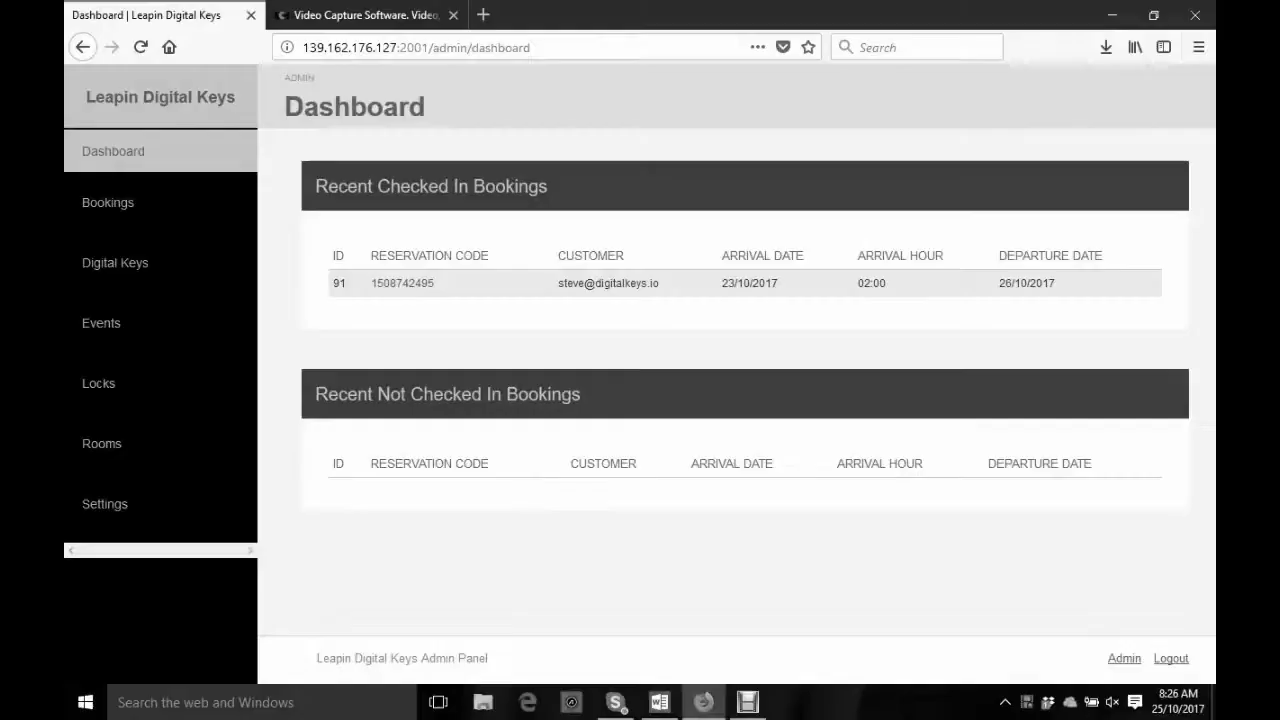 Dashboard | Leapin Digital Keys
Video Capture Software. Video,
139.162.176.127:2001/admin/dashboard
Search
Leapin Digital Keys
ADMIN
Dashboard
Dashboard
Bookings
Digital Keys
Events
Locks
Rooms
Settings
Recent Checked In Bookings
ID RESERVATION CODE CUSTOMER ARRIVAL DATE ARRIVAL HOUR DEPARTURE DATE
91 1508742495 steve@digitalkeys.io 23/10/2017 02:00 26/10/2017
Recent Not Checked In Bookings
ID RESERVATION CODE CUSTOMER ARRIVAL DATE ARRIVAL HOUR DEPARTURE DATE
Leapin Digital Keys Admin Panel Admin Logout
Search the web and Windows
8:26 AM
25/10/2017